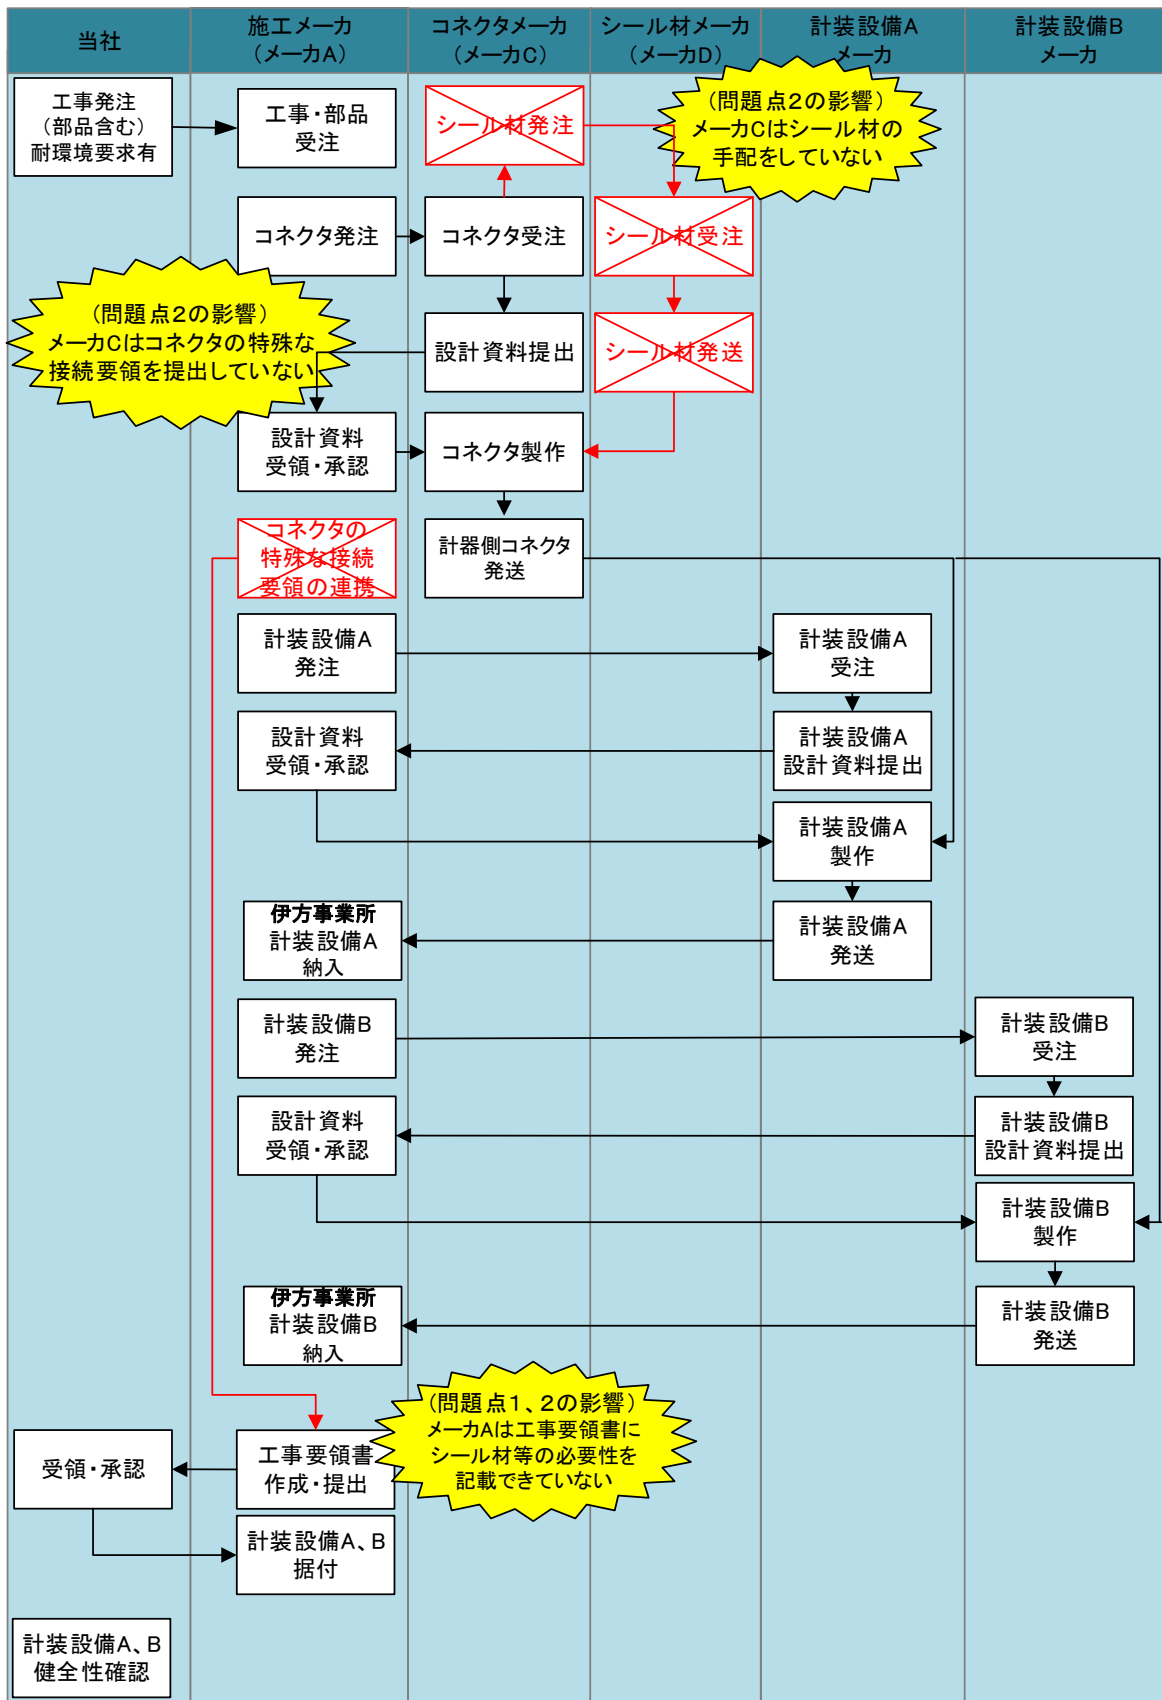 当社
施工メーカ
（メーカA）
コネクタメーカ
（メーカC）
シール材メーカ
（メーカD）
計装設備A
メーカ
計装設備B
メーカ
工事発注
（部品含む）
耐環境要求有
工事・部品
受注
シール材発注
（問題点２の影響）
メーカCはシール材の
手配をしていない
コネクタ発注
コネクタ受注
シール材受注
（問題点２の影響）
メーカCはコネクタの特殊な
接続要領を提出していない
設計資料提出
シール材発送
設計資料
受領・承認
コネクタ製作
コネクタの
特殊な接続
要領の連携
計器側コネクタ
発送
計装設備A
発注
計装設備A
受注
設計資料
受領・承認
計装設備A
設計資料提出
計装設備A
製作
伊方事業所
計装設備A
納入
計装設備A
発送
計装設備B
発注
計装設備B
受注
設計資料
受領・承認
計装設備B
設計資料提出
計装設備B
製作
伊方事業所
計装設備B
納入
計装設備B
発送
（問題点１、２の影響）
メーカAは工事要領書に
シール材等の必要性を
記載できていない
受領・承認
工事要領書
作成・提出
計装設備A、B
据付
計装設備A、B
健全性確認